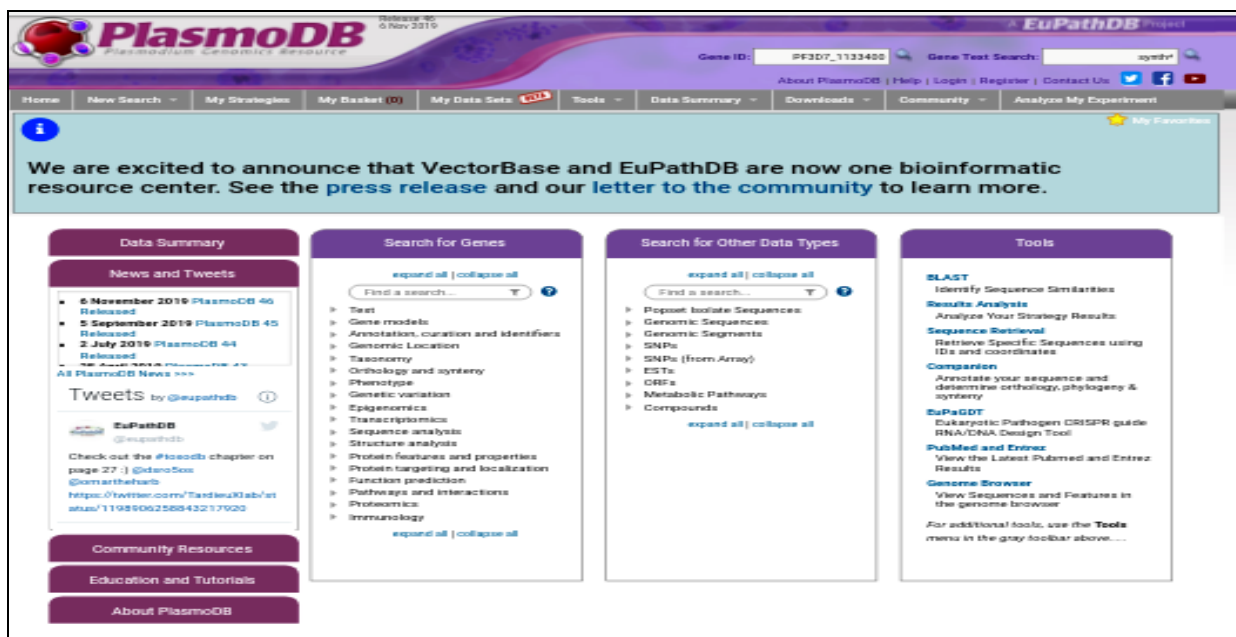 PlasmoDB
Plasmodium Genomics Resource
Release 46
6 Nov 2019
A EuPathDB Project
Gene ID: PF3D7_1133400 Gene Text Search: synth*
About PlasmoDB | Help | Login | Register | Contact Us
Home New Search My Strategies My Basket (0) My Data Sets BETA Tools Data Summary Downloads Community Analyze My Experiment
My Favorites
We are excited to announce that VectorBase and EuPathDB are now one bioinformatic
resource center. See the press release and our letter to the community to learn more.
Data Summary
News and Tweets
6 November 2019 PlasmoDB 46
Released
5 September 2019 PlasmoDB 45
Released
2 July 2019 PlasmoDB 44
Released
All PlasmoDB News >>>
Tweets by @eupathdb
EuPathDB
@eupathdb
Check out the #toxodb chapter on
page 27 :)
@omartheharb
https://twitter.com/TardieuXlab/st
atus/1198906258843217920
Community Resources
Education and Tutorials
About PlasmoDB
Search for Genes
expand all | collapse all
Find a search...
Text
Gene models
Annotation, curation and identifiers
Genomic Location
Taxonomy
Orthology and synteny
Phenotype
Genetic variation
Epigenomics
Transcriptomics
Sequence analysis
Structure analysis
Protein features and properties
Protein targeting and localization
Function prediction
Pathways and interactions
Proteomics
Immunology
expand all | collapse all
Search for Other Data Types
expand all | collapse all
Find a search...
Popset Isolate Sequences
Genomic Sequences
Genomic Segments
SNPs
SNPs (from Array)
ESTs
ORFs
Metabolic Pathways
Compounds
expand all | collapse all
Tools
BLAST
Identify Sequence Similarities
Results Analysis
Analyze Your Strategy Results
Sequence Retrieval
Retrieve Specific Sequences using
IDs and coordinates
Companion
Annotate your sequence and
determine orthology, phylogeny &
synteny
EuPaGDT
Eukaryotic Pathogen CRISPR guide
RNA/DNA Design Tool
PubMed and Entrez
View the Latest Pubmed and Entrez
Results
Genome Browser
View Sequences and Features in
the genome browser
For additional tools, use the Tools
menu in the gray toolbar above.....